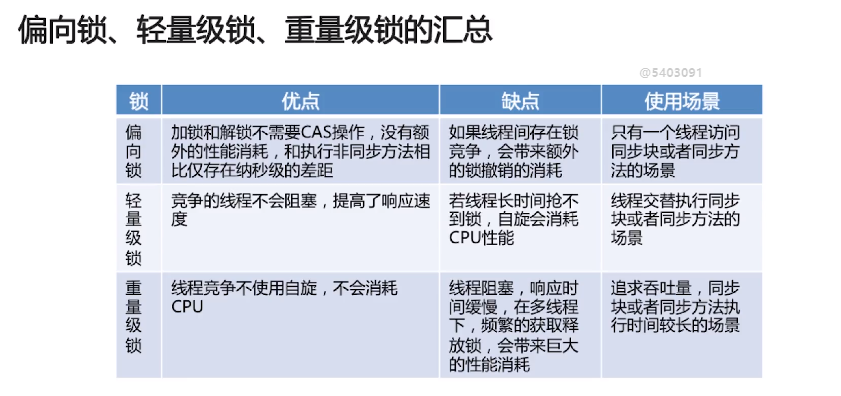 偏向锁、轻量级锁、重量级锁的汇总
@5403091
锁
优点
缺点
使用场景
偏
向
锁
加锁和解锁不需要CAS操作，没有额
外的性能消耗，和执行非同步方法相
比仅存在纳秒级的差距
如果线程间存在锁
竞争，会带来额外
的锁撤销的消耗
只有一个线程访问
同步块或者同步方
法的场景
轻
量
级
锁
竞争的线程不会阻塞，提高了响应速
度
若线程长时间抢不
到锁，自旋会消耗
CPU性能
线程交替执行同步
块或者同步方法的
场景
重
量
级
锁
线程竞争不使用自旋，不会消耗
CPU
线程阻塞，响应时
间缓慢，在多线程
下，频繁的获取释
放锁，会带来巨大
的性能消耗
追求吞吐量，同步
块或者同步方法执
行时间较长的场景